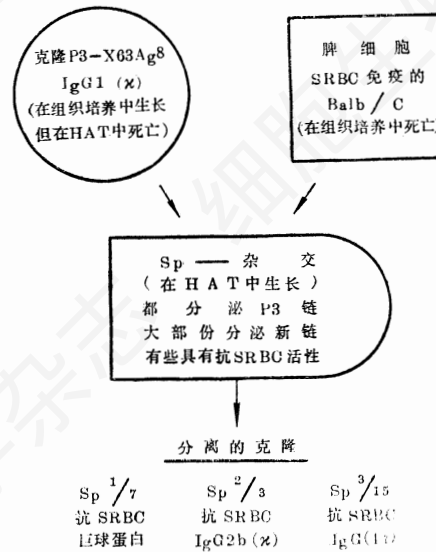 克隆P3-X63Ag8
IgG1 (ϰ)
(在组织培养中生长
但在HAT中死亡)
脾细胞
SRBC免疫的
Balb/C
(在组织培养中死亡)
Sp —— 杂交
(在HAT中生长)
都分泌P3链
大部份分泌新链
有些具有抗SRBC活性
分离的克隆
Sp 1/7
抗SRBC
巨球蛋白
Sp 2/3
抗SRBC
IgG2b(ϰ)
Sp 3/15
抗SRBC